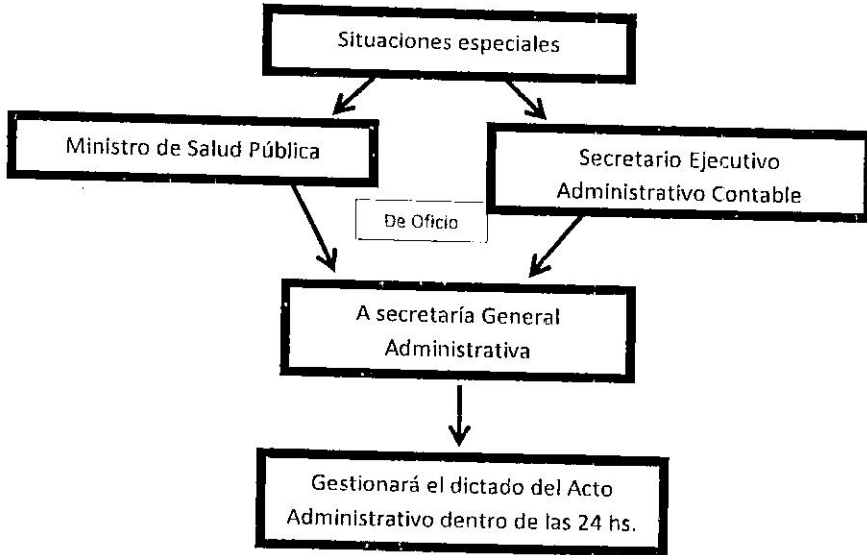 Situaciones especiales
Ministro de Salud Pública
Secretario Ejecutivo
Administrativo Contable
De Oficio
A secretaría General
Administrativa
Gestionará el dictado del Acto
Administrativo dentro de las 24 hs.